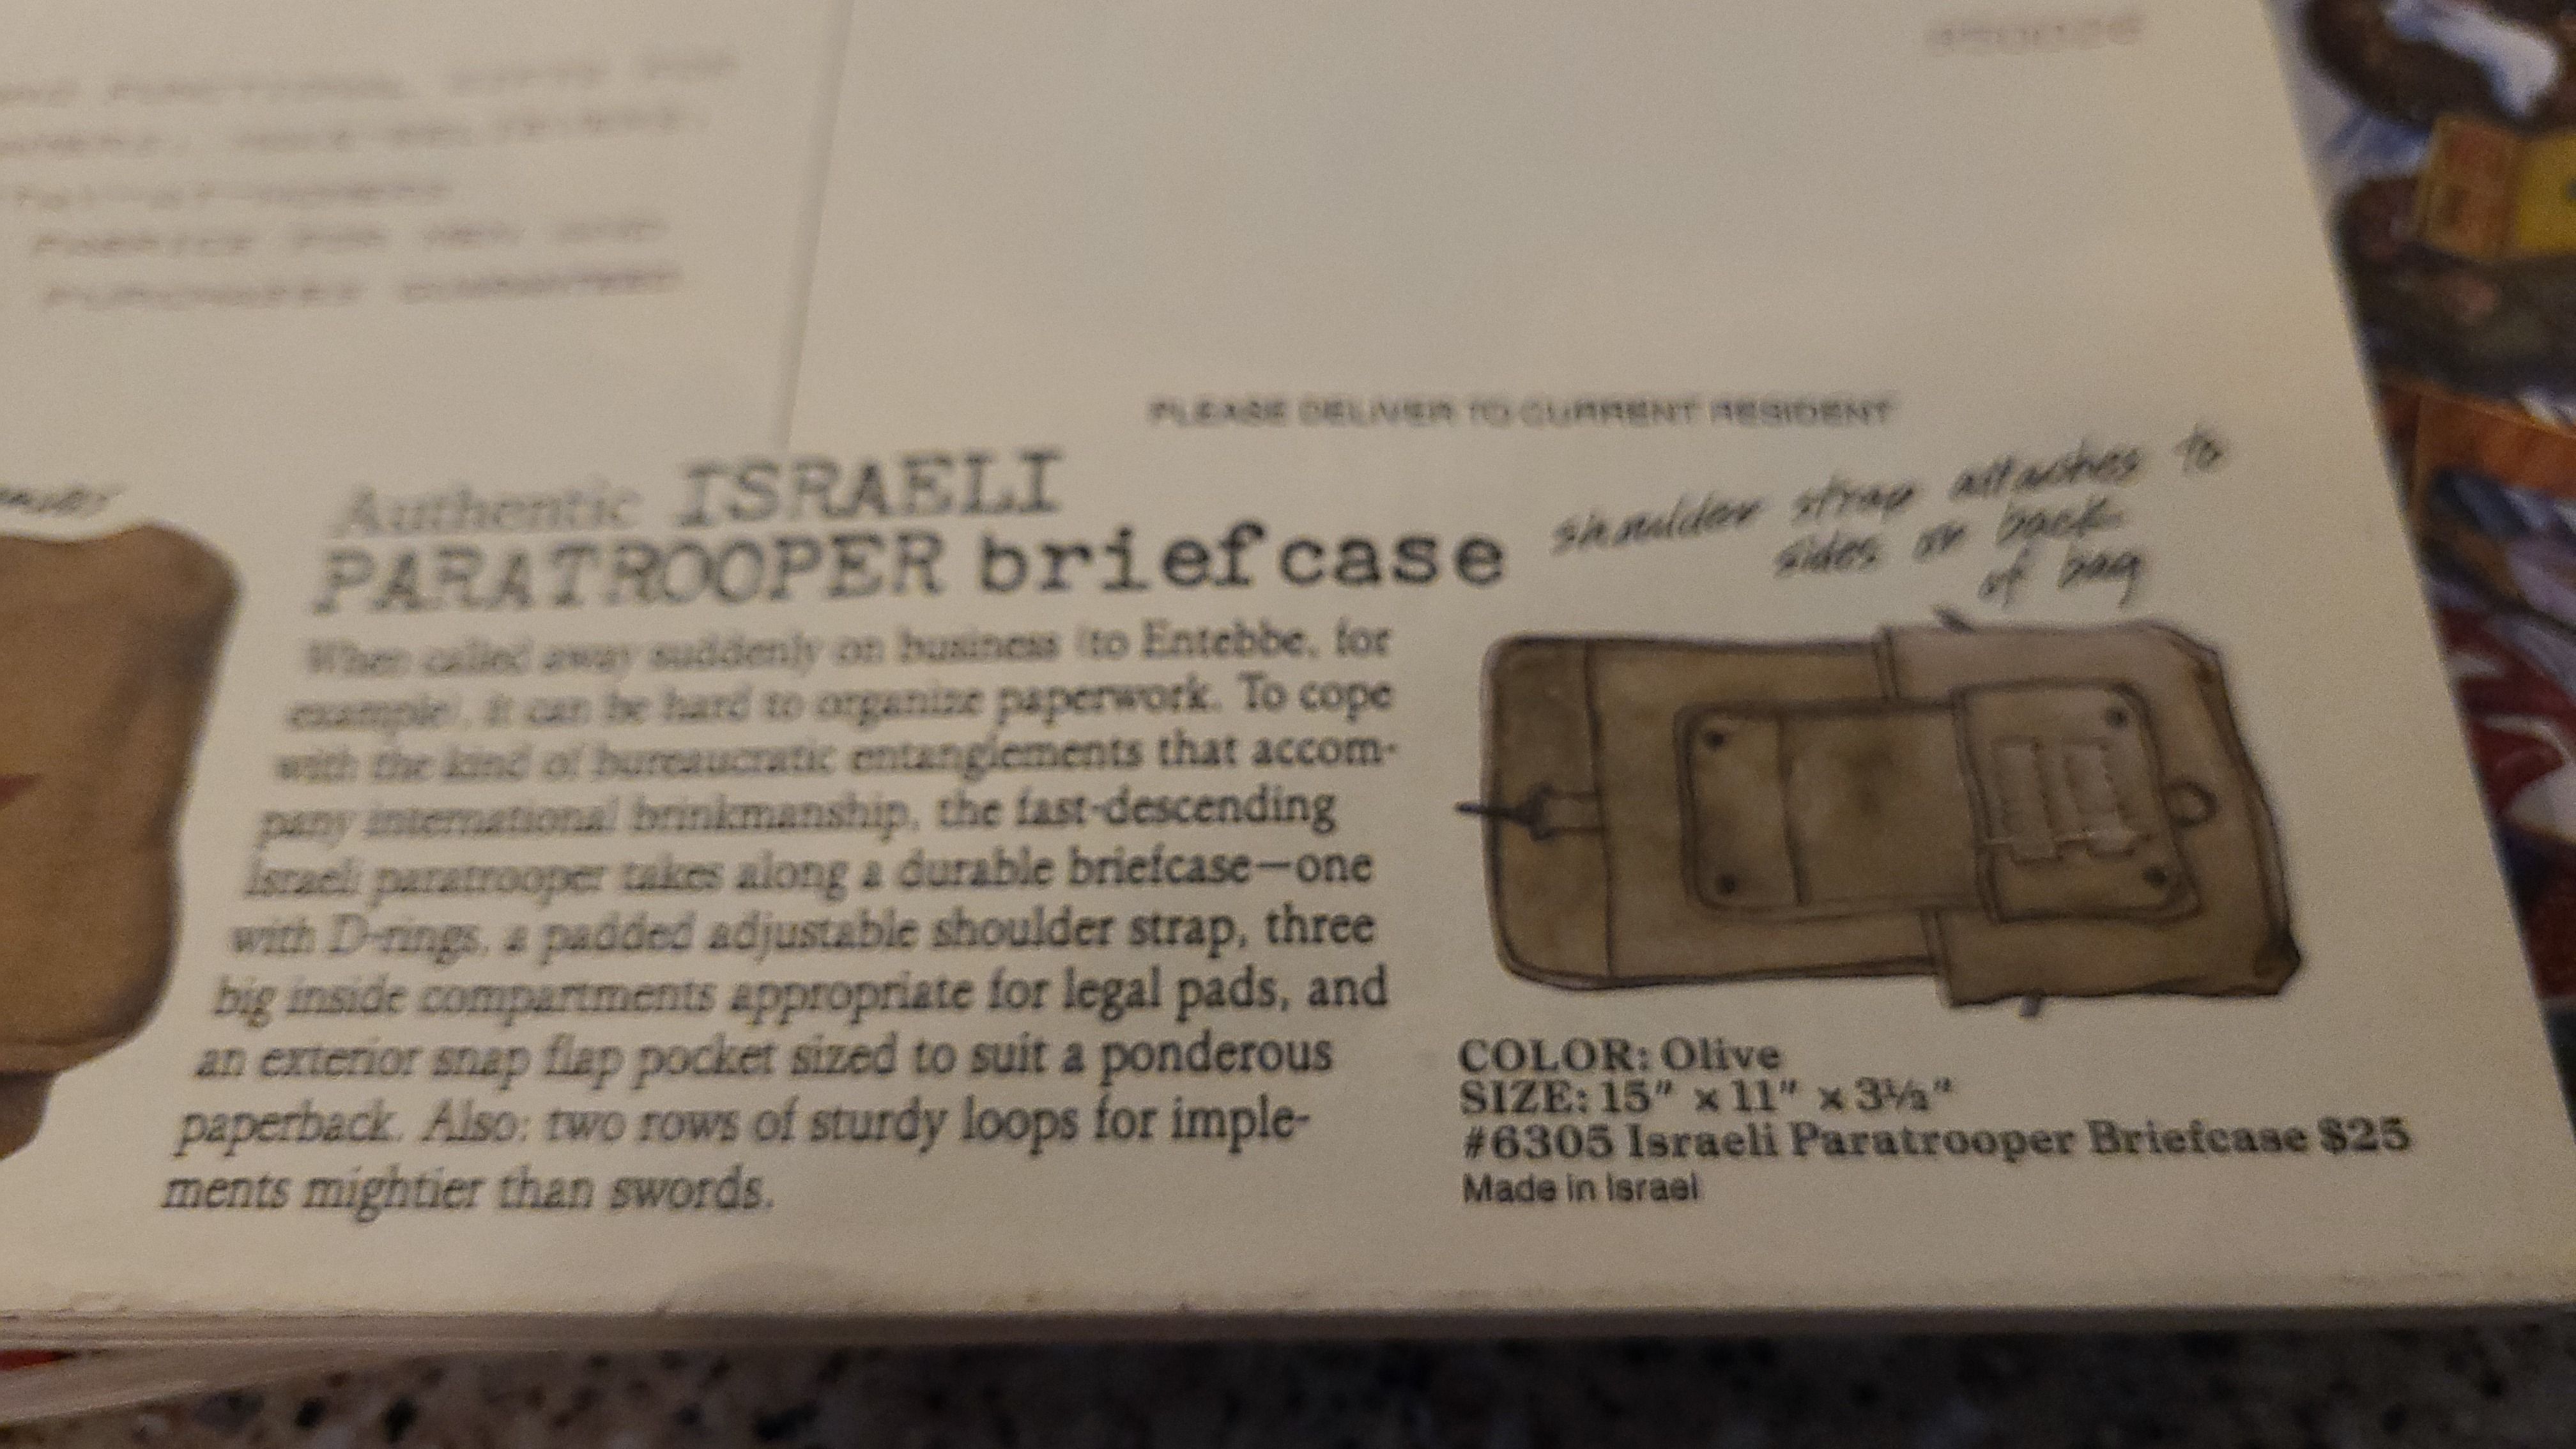 PLEASE DELIVER TO CURRENT RESIDENT
Authentic ISRAELI
PARATROOPER briefcase
When called away suddenly on business (to Entebbe, for
example), it can be hard to organize paperwork. To cope
with the kind of bureaucratic entanglements that accom-
pany international brinkmanship, the fast-descending
Israeli paratrooper takes along a durable briefcase—one
with D-rings, a padded adjustable shoulder strap, three
big inside compartments appropriate for legal pads, and
an exterior snap flap pocket sized to suit a ponderous
paperback. Also: two rows of sturdy loops for imple-
ments mightier than swords.
shoulder strap attaches to
sides or back
of bag
COLOR: Olive
SIZE: 15" x 11" x 3½"
#6305 Israeli Paratrooper Briefcase $25
Made in Israel